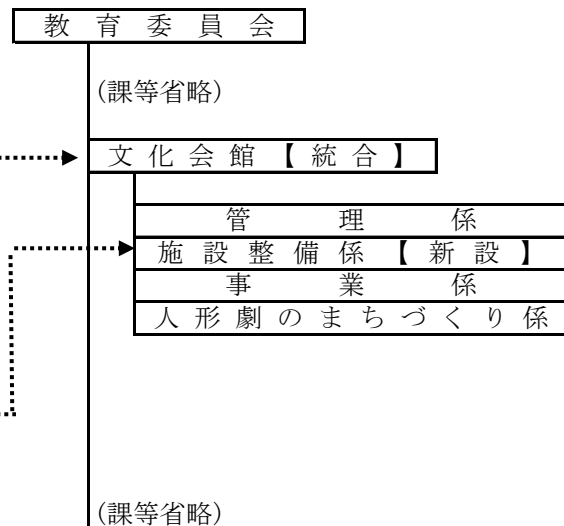 教育委員会
(課等省略)
文化会館【統合】
管理係
施設整備係【新設】
事業係
人形劇のまちづくり係
(課等省略)